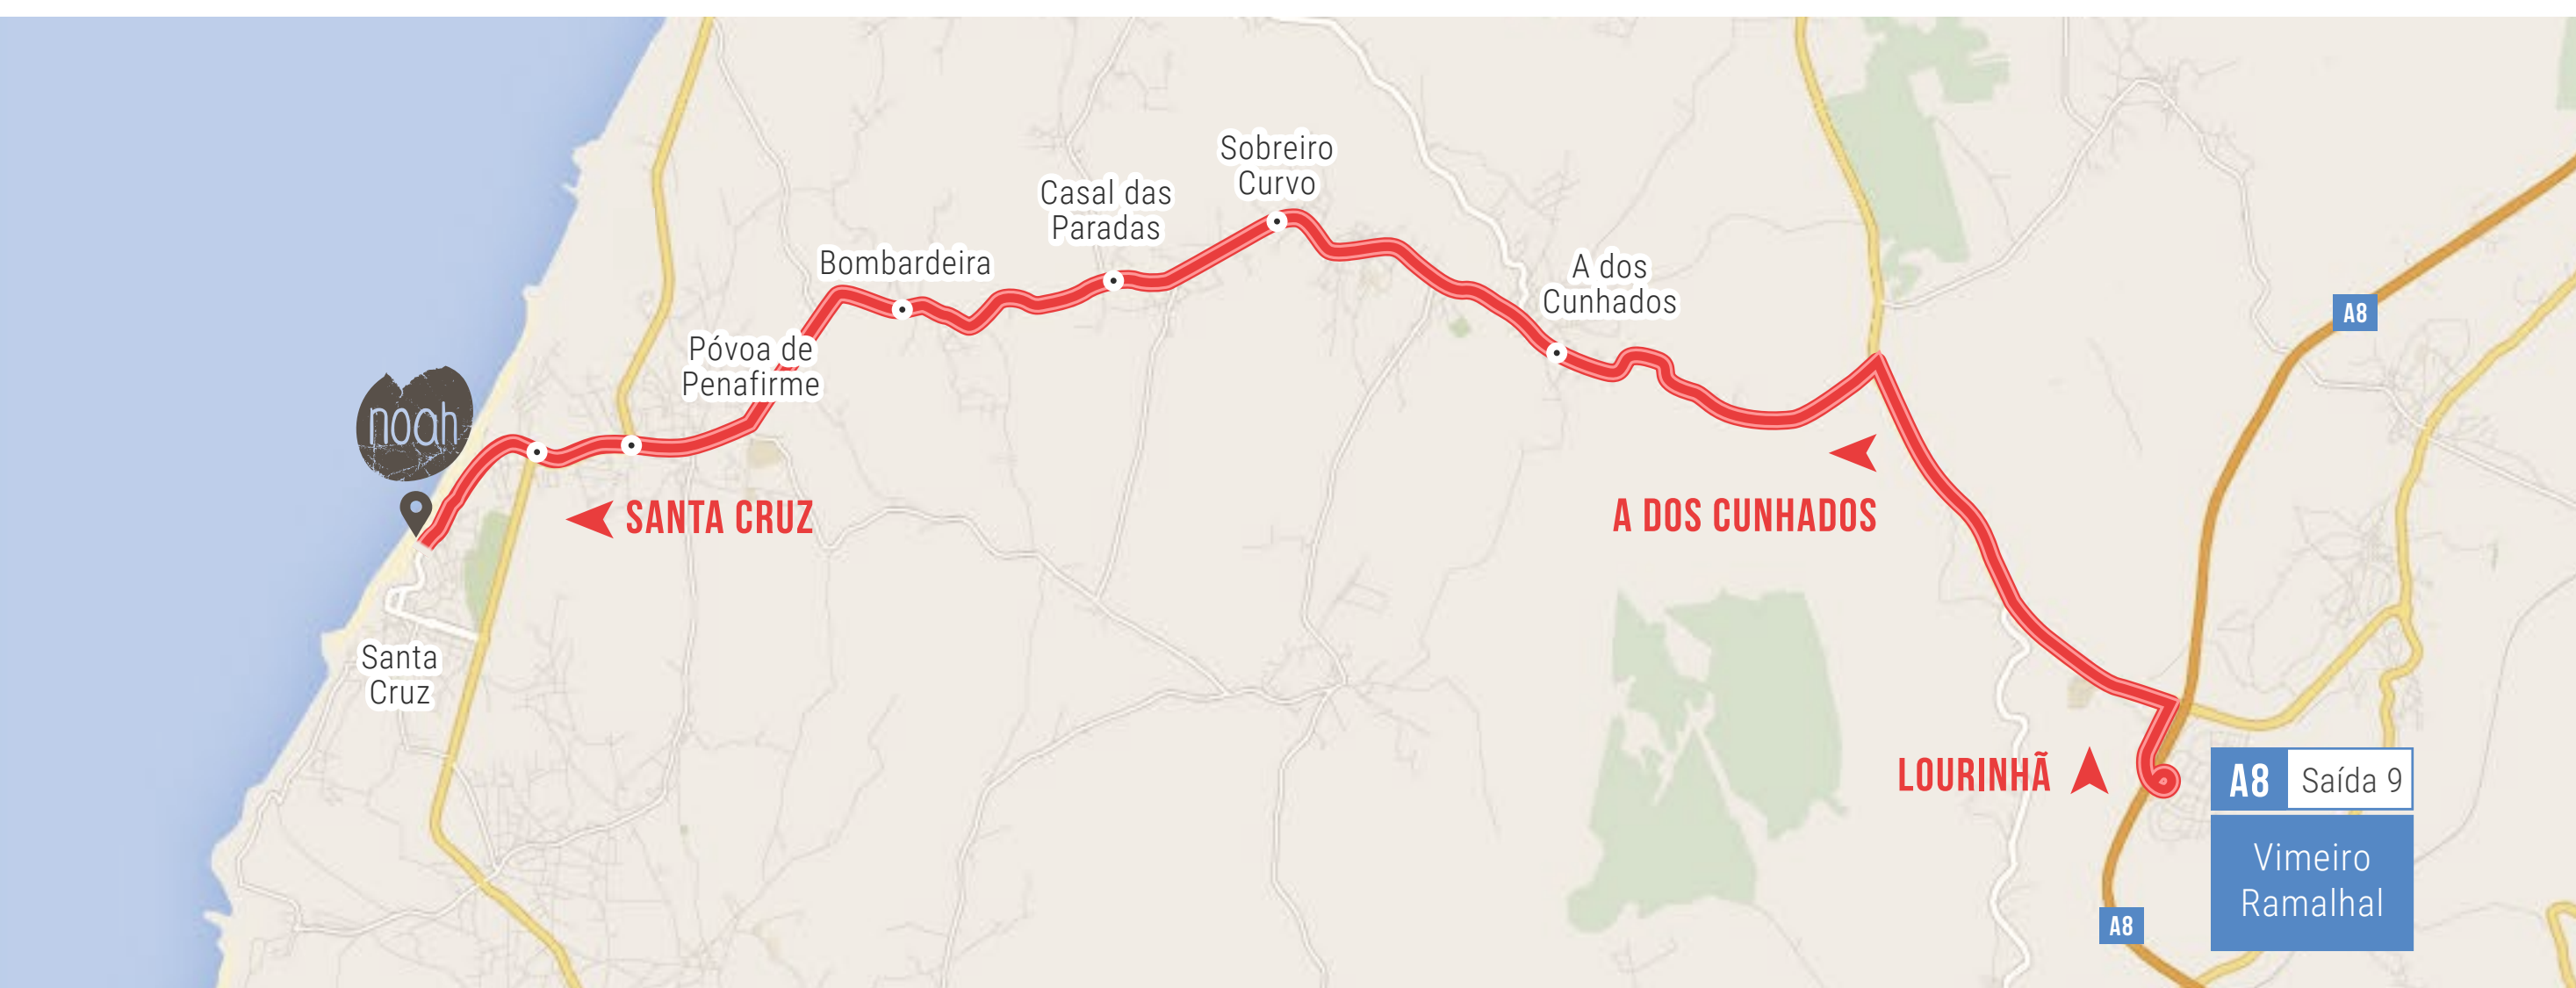 Sobreiro
Curvo
Casal das
Paradas
Bombardeira
A dos
Cunhados
A8
Póvoa de
Penafirme
noah
SANTA CRUZ
A DOS CUNHADOS
Santa
Cruz
LOURINHÃ
A8 Saída 9
Vimeiro
Ramalhal
A8